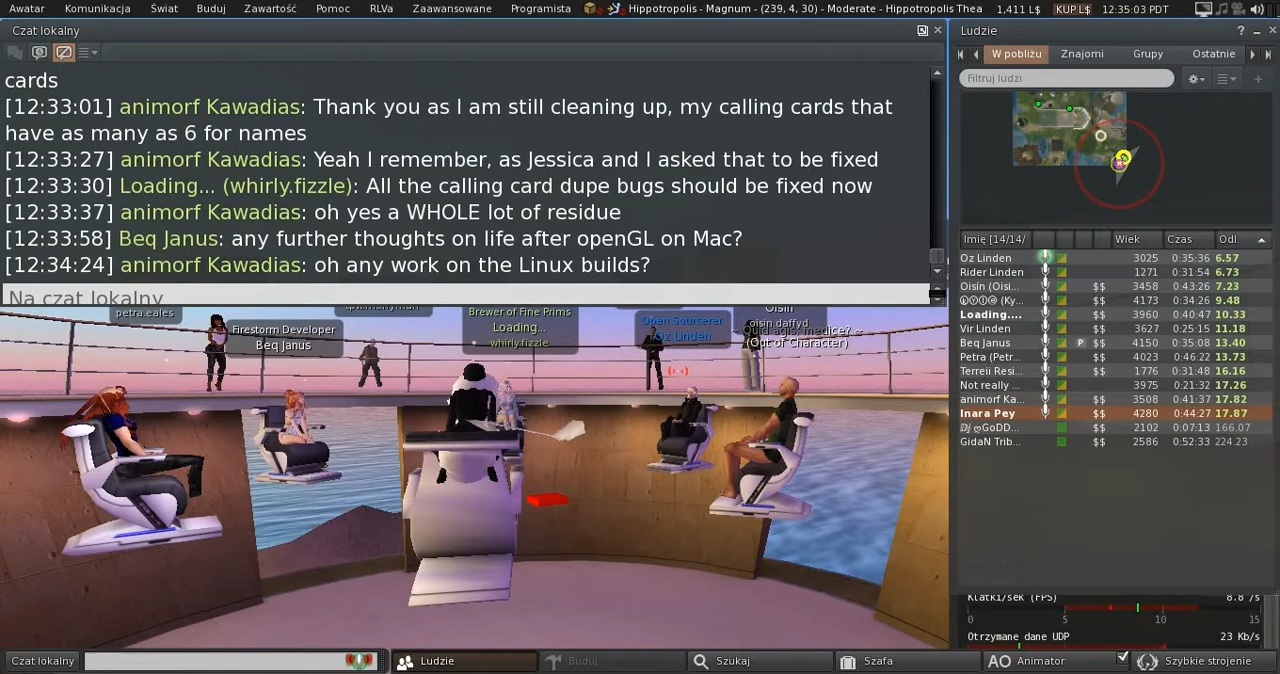 Awatar Komunikacja Świat Buduj Zawartość Pomoc RLVa Zaawansowane Programista Hippotropolis - Magnum - (239, 4, 30) - Moderate - Hippotropolis Thea 1,411 L$ KUP L$ 12:35:03 PDT
Czat lokalny
cards
[12:33:01] animorf Kawadias: Thank you as I am still cleaning up, my calling cards that
have as many as 6 for names
[12:33:27] animorf Kawadias: Yeah I remember, as Jessica and I asked that to be fixed
[12:33:30] Loading... (whirly.fizzle): All the calling card dupe bugs should be fixed now
[12:33:37] animorf Kawadias: oh yes a WHOLE lot of residue
[12:33:58] Beq Janus: any further thoughts on life after openGL on Mac?
[12:34:24] animorf Kawadias: oh any work on the Linux builds?
Na czat lokalny
petra.eales
Firestorm Developer
Beq Janus
Brewer of Fine Prims
Loading...
whirly.fizzle
Open Sourcerer
Oz Linden
Oisin
oisin.daffyd
(Out of Character)
Ludzie
W pobliżu Znajomi Grupy Ostatnie
Filtruj ludzi
Imię [14/14/ Wiek Czas Odl.
Oz Linden 3025 0:35:36 6.57
Rider Linden 1271 0:31:54 6.73
Oisín (Oisi... $$ 3458 0:43:26 7.23
(Ky... $$ 4173 0:34:26 9.48
Loading.... $$ 3960 0:40:47 10.33
Vir Linden 3627 0:25:15 11.18
Beq Janus P $$ 4150 0:35:08 13.40
Petra (Petr... $$ 4023 0:46:22 13.73
Terreii Resi... $$ 1776 0:31:48 16.16
Not really ... 3975 0:21:32 17.26
animorf Ka... $$ 3508 0:41:37 17.82
Inara Pey $$ 4280 0:44:27 17.87
GoDD... $$ 2102 0:07:13 166.07
GidaN Trib... $$ 2586 0:52:33 224.23
Klatki/sek (FPS) 8.8 /s
0 5 10 15
Otrzymane dane UDP 23 Kb/s
Czat lokalny Ludzie Buduj Szukaj Szafa AO Animator Szybkie strojenie